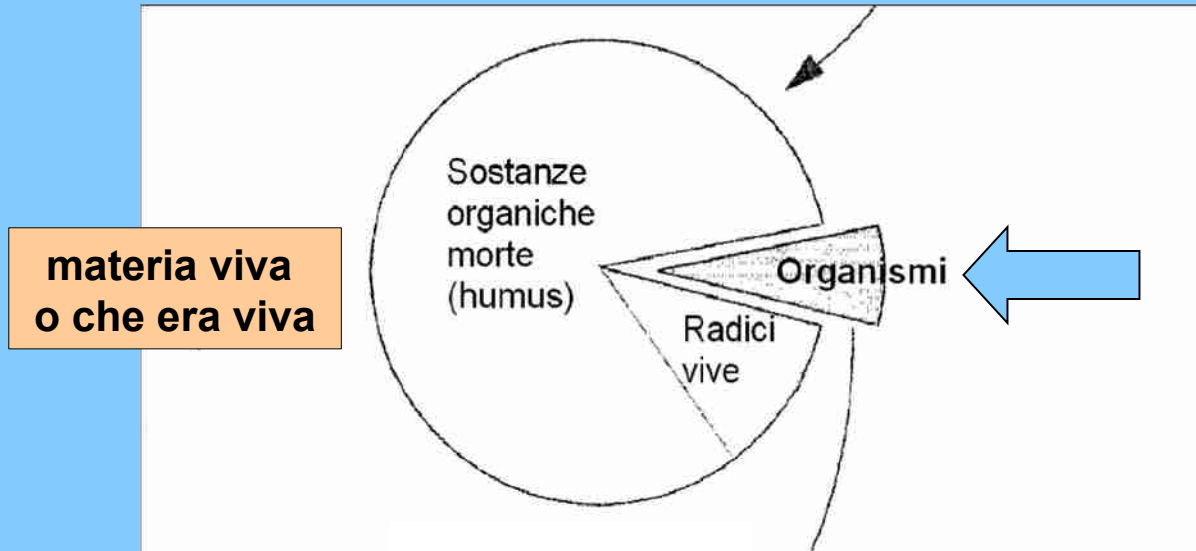 materia viva
o che era viva
Sostanze
organiche
morte
(humus)
Organismi
Radici
vive